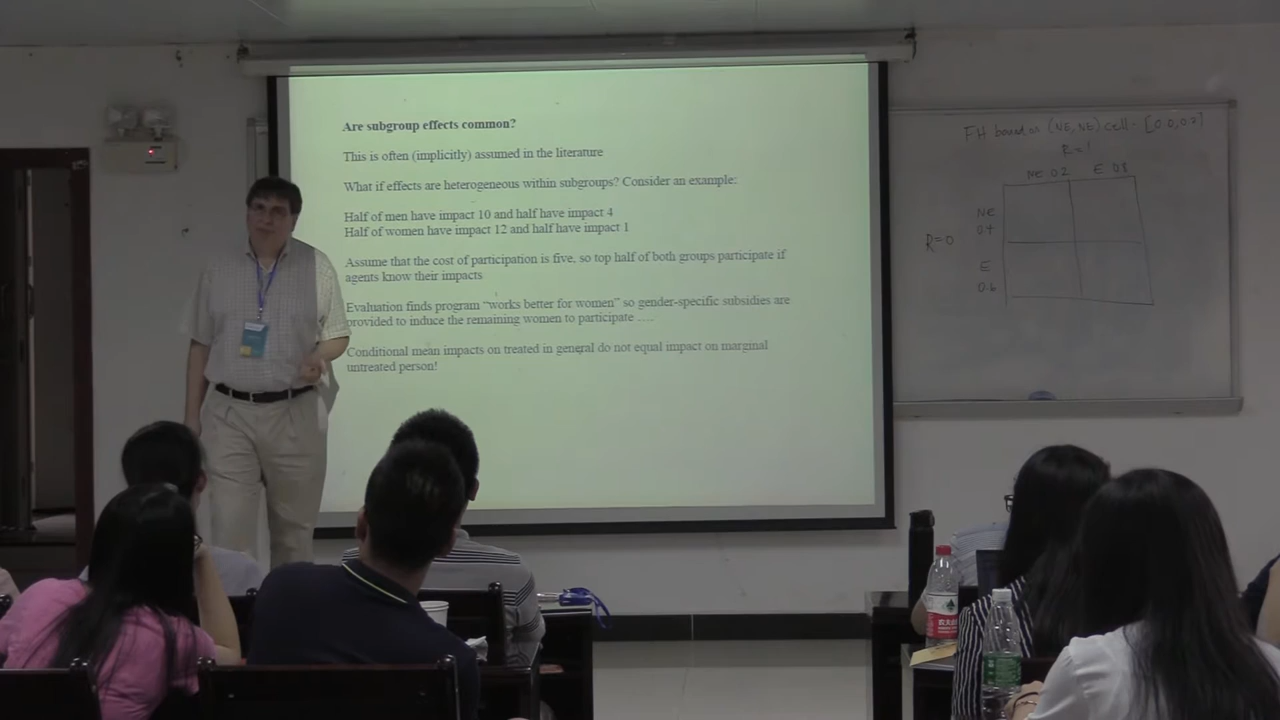 Are subgroup effects common?
This is often (implicitly) assumed in the literature
What if effects are heterogeneous within subgroups? Consider an example:
Half of men have impact 10 and half have impact 4
Half of women have impact 12 and half have impact 1
Assume that the cost of participation is five, so top half of both groups participate if
agents know their impacts
Evaluation finds program “works better for women” so gender-specific subsidies are
provided to induce the remaining women to participate ….
Conditional mean impacts on treated in general do not equal impact on marginal
untreated person!
FH bound on (NE, NE) cell - [0.0, 0.2]
R=1
NE 0.2 E 0.8
NE
0.4
R=0
E
0.6